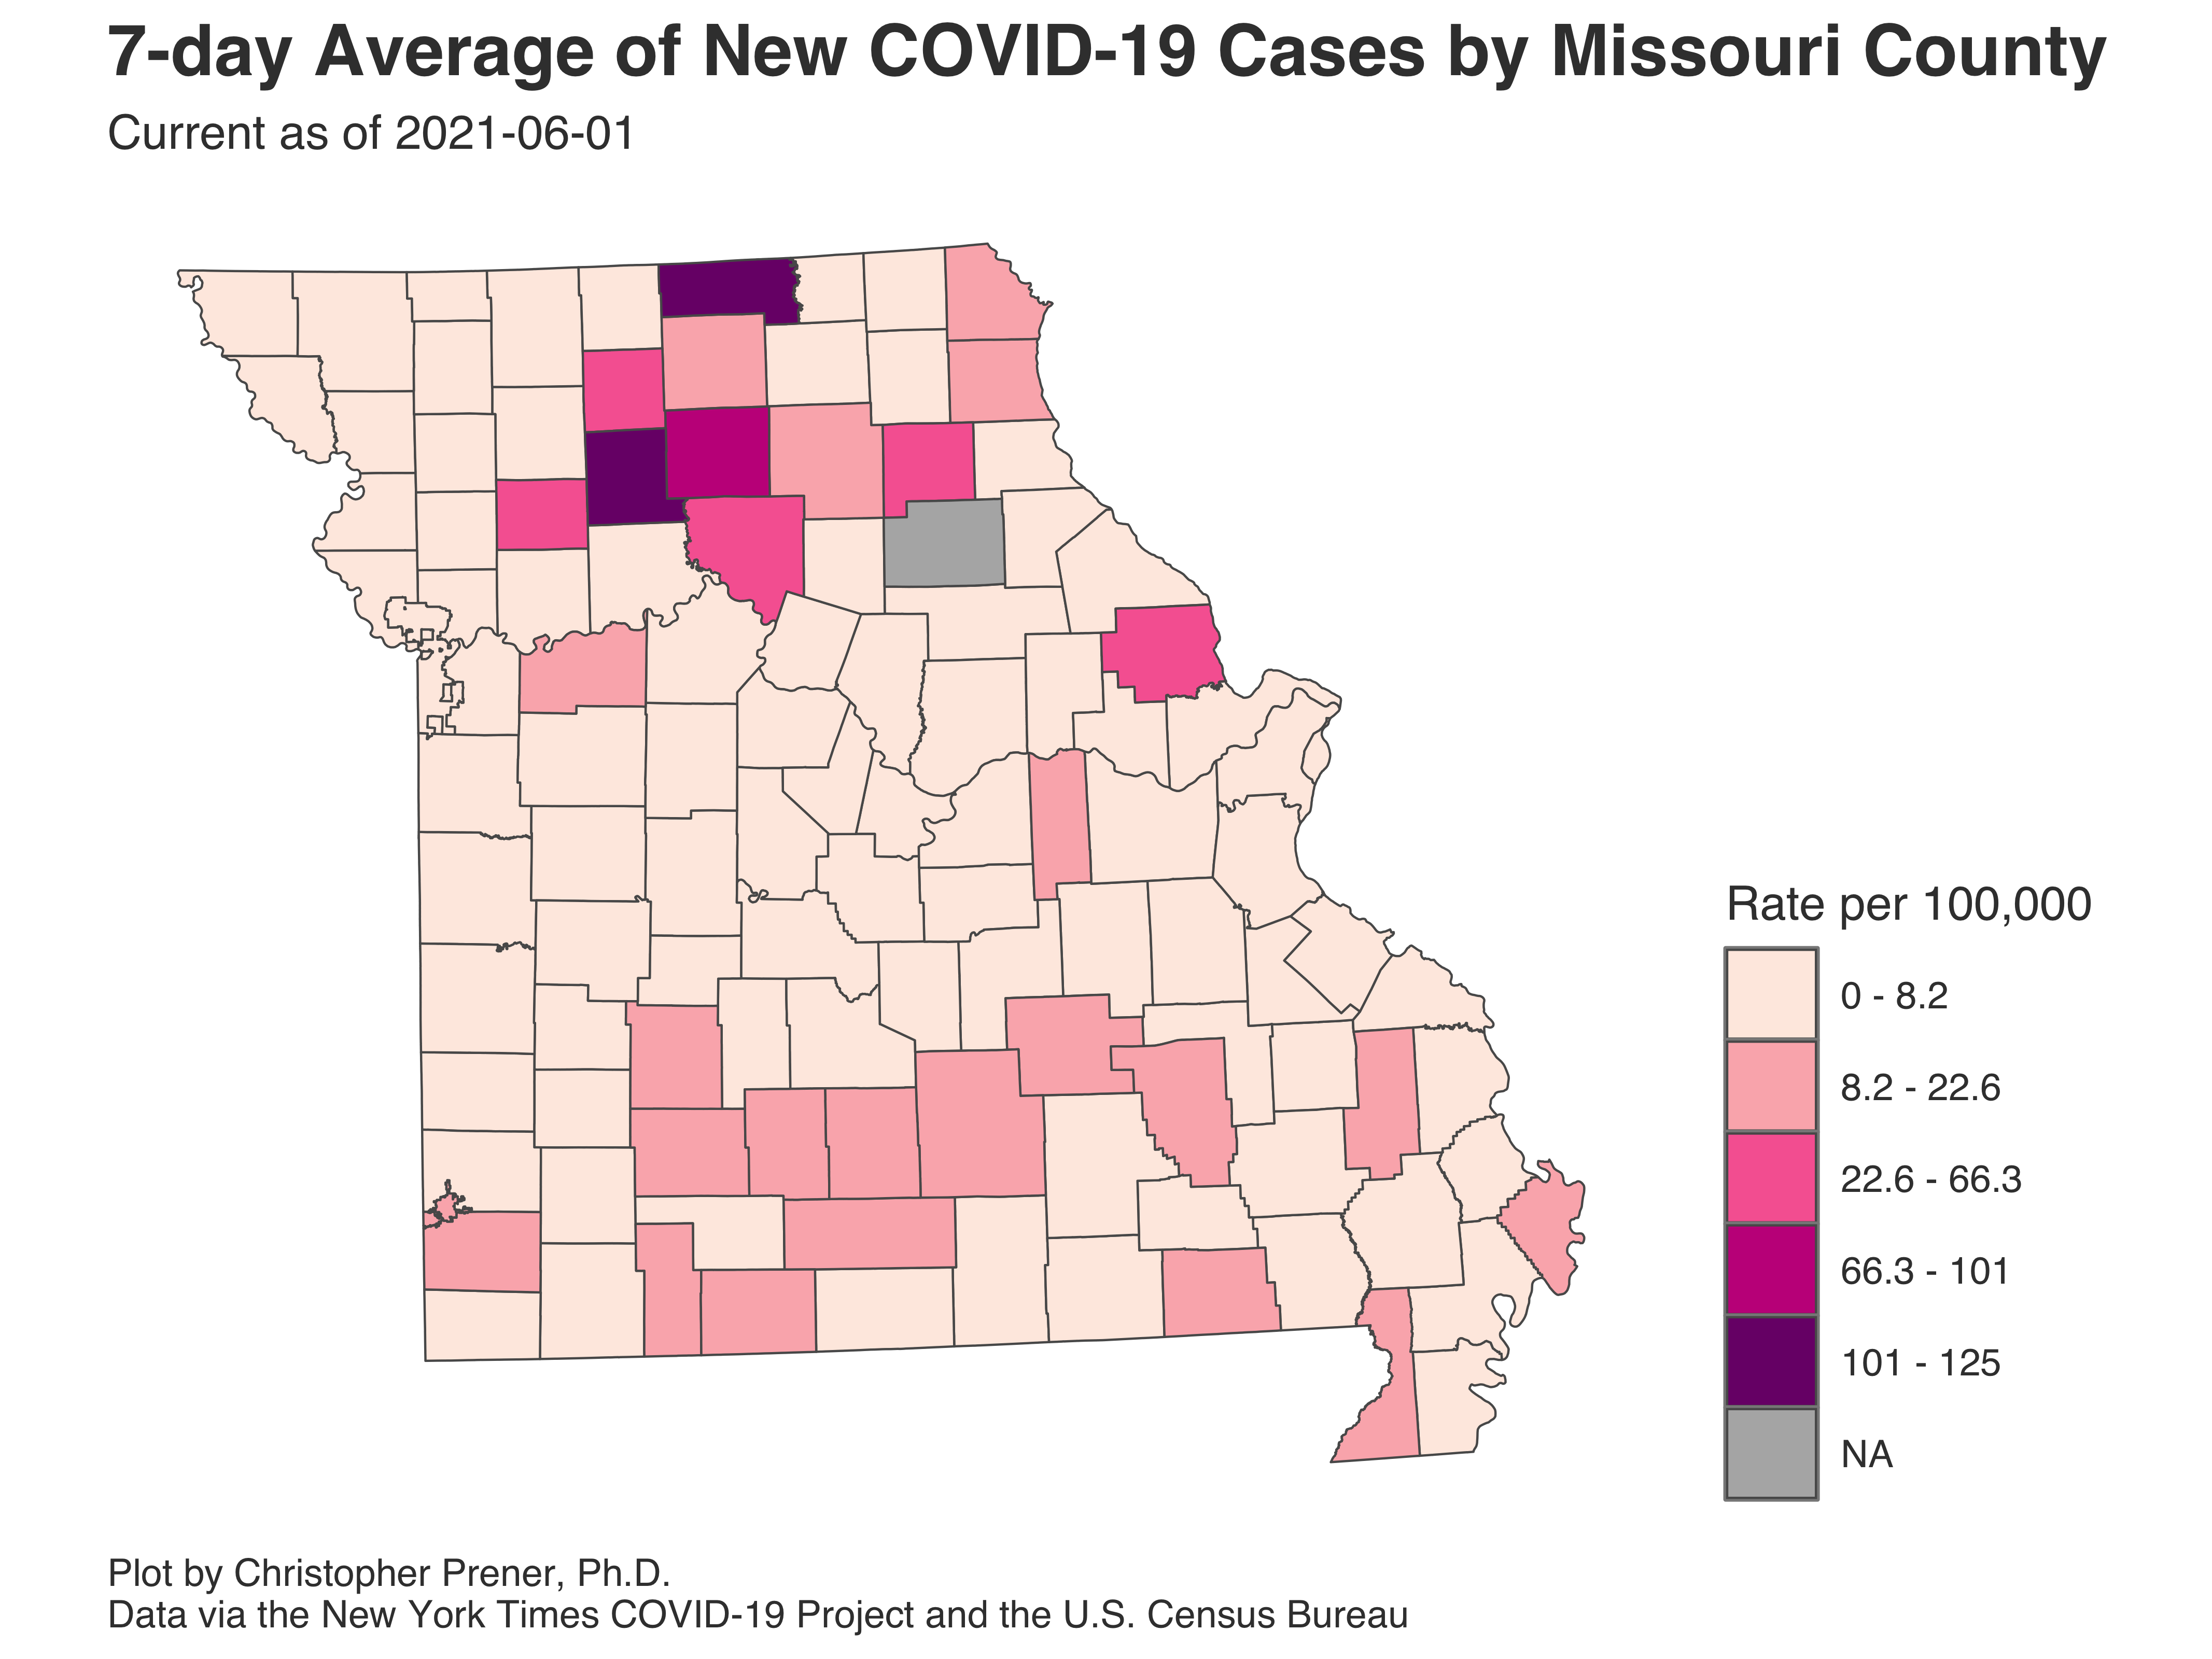 7-day Average of New COVID-19 Cases by Missouri County
Current as of 2021-06-01
Rate per 100,000
0 - 8.2
8.2 - 22.6
22.6 - 66.3
66.3 - 101
101 - 125
NA
Plot by Christopher Prener, Ph.D.
Data via the New York Times COVID-19 Project and the U.S. Census Bureau